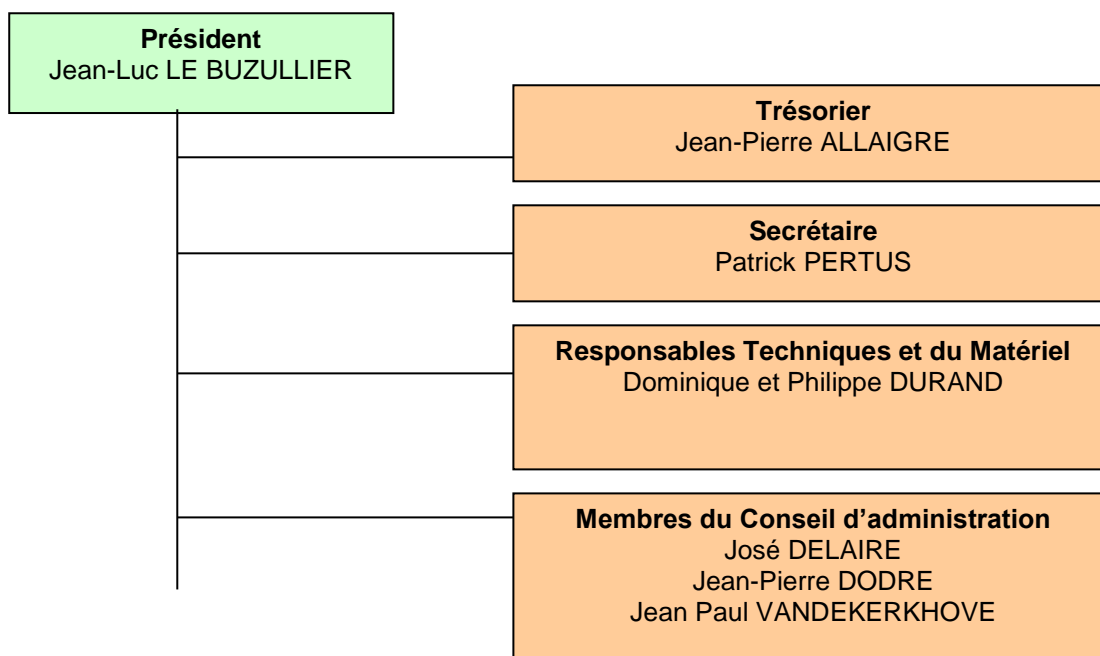 Président
Jean-Luc LE BUZULLIER
Trésorier
Jean-Pierre ALLAIGRE
Secrétaire
Patrick PERTUS
Responsables Techniques et du Matériel
Dominique et Philippe DURAND
Membres du Conseil d’administration
José DELAIRE
Jean-Pierre DODRE
Jean Paul VANDEKERKHOVE